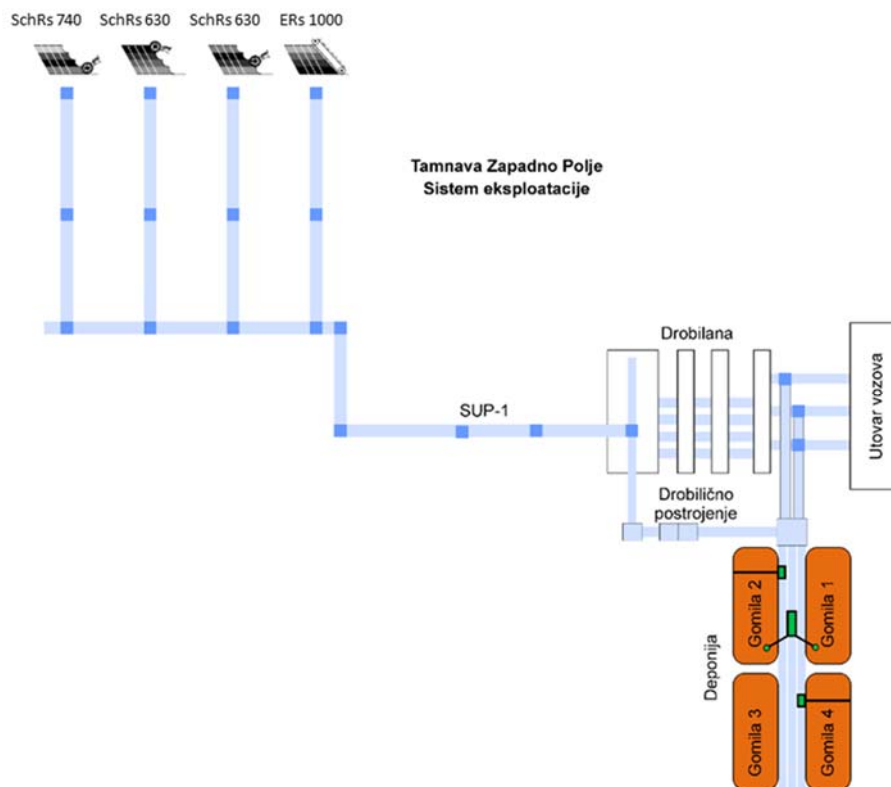 SchRs 740
SchRs 630
SchRs 630
ERs 1000
Tamnava Zapadno Polje
Sistem eksploatacije
Drobilana
SUP-1
Utovar vozova
Drobilično
postrojenje
Gomila 2
Gomila 1
Deponija
Gomila 3
Gomila 4